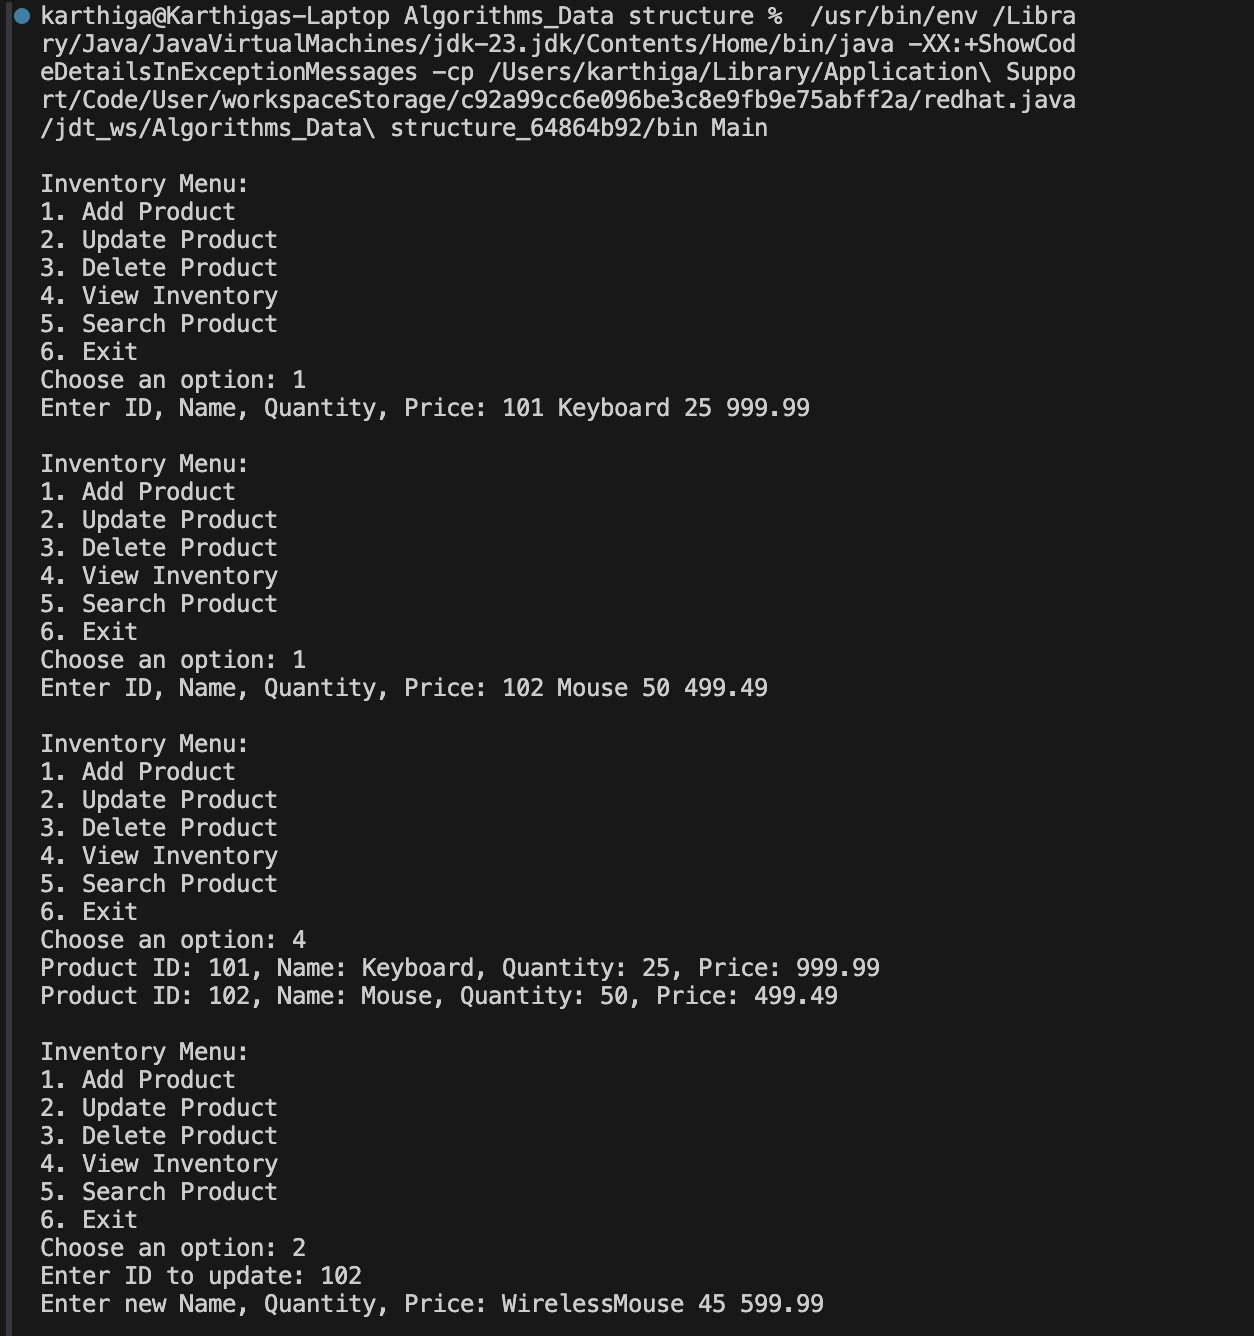 karthiga@Karthigas-Laptop Algorithms_Data structure %  /usr/bin/env /Libra
ry/Java/JavaVirtualMachines/jdk-23.jdk/Contents/Home/bin/java -XX:+ShowCod
eDetailsInExceptionMessages -cp /Users/karthiga/Library/Application\ Suppo
rt/Code/User/workspaceStorage/c92a99cc6e096be3c8e9fb9e75abff2a/redhat.java
/jdt_ws/Algorithms_Data\ structure_64864b92/bin Main

Inventory Menu:
1. Add Product
2. Update Product
3. Delete Product
4. View Inventory
5. Search Product
6. Exit
Choose an option: 1
Enter ID, Name, Quantity, Price: 101 Keyboard 25 999.99

Inventory Menu:
1. Add Product
2. Update Product
3. Delete Product
4. View Inventory
5. Search Product
6. Exit
Choose an option: 1
Enter ID, Name, Quantity, Price: 102 Mouse 50 499.49

Inventory Menu:
1. Add Product
2. Update Product
3. Delete Product
4. View Inventory
5. Search Product
6. Exit
Choose an option: 4
Product ID: 101, Name: Keyboard, Quantity: 25, Price: 999.99
Product ID: 102, Name: Mouse, Quantity: 50, Price: 499.49

Inventory Menu:
1. Add Product
2. Update Product
3. Delete Product
4. View Inventory
5. Search Product
6. Exit
Choose an option: 2
Enter ID to update: 102
Enter new Name, Quantity, Price: WirelessMouse 45 599.99